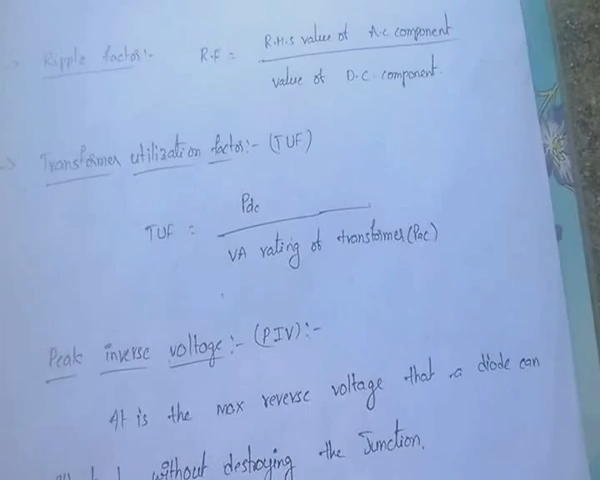 → Ripple factor:- R.F = R.M.S value of A.C component
value of D.C. component.
→ Transformer utilization factor:- (TUF)
Pdc
TUF =
VA rating of transformer (Pac)
Peak inverse voltage:- (PIV):-
It is the max reverse voltage that a diode can
without destroying the Junction.